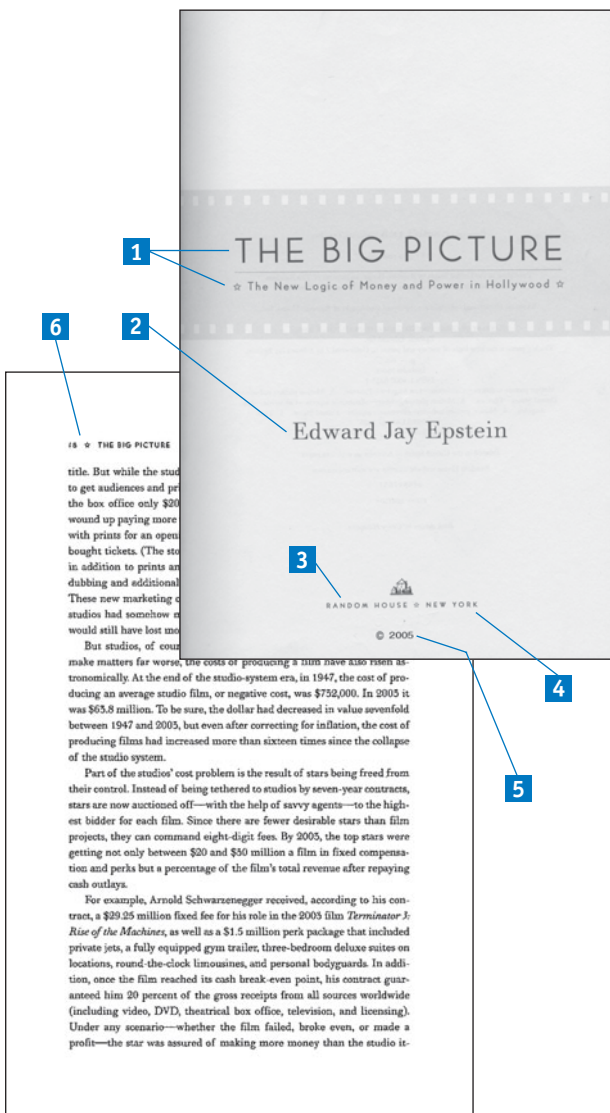 1
THE BIG PICTURE
☆ The New Logic of Money and Power in Hollywood ☆
2
Edward Jay Epstein
3
RANDOM HOUSE ☆ NEW YORK
4
© 2005
5
6
18 ☆ THE BIG PICTURE
title. But while the stud
to get audiences and pri
the box office only $20
wound up paying more
with prints for an openi
bought tickets. (The sto
in addition to prints an
dubbing and additional
These new marketing c
studios had somehow m
would still have lost mo
But studios, of cour
make matters far worse, the costs of producing a film have also risen as-
tronomically. At the end of the studio-system era, in 1947, the cost of pro-
ducing an average studio film, or negative cost, was $732,000. In 2003 it
was $63.8 million. To be sure, the dollar had decreased in value sevenfold
between 1947 and 2003, but even after correcting for inflation, the cost of
producing films had increased more than sixteen times since the collapse
of the studio system.
Part of the studios' cost problem is the result of stars being freed from
their control. Instead of being tethered to studios by seven-year contracts,
stars are now auctioned off—with the help of savvy agents—to the high-
est bidder for each film. Since there are fewer desirable stars than film
projects, they can command eight-digit fees. By 2003, the top stars were
getting not only between $20 and $30 million a film in fixed compensa-
tion and perks but a percentage of the film's total revenue after repaying
cash outlays.
For example, Arnold Schwarzenegger received, according to his con-
tract, a $29.25 million fixed fee for his role in the 2003 film Terminator 3:
Rise of the Machines, as well as a $1.5 million perk package that included
private jets, a fully equipped gym trailer, three-bedroom deluxe suites on
locations, round-the-clock limousines, and personal bodyguards. In addi-
tion, once the film reached its cash break-even point, his contract guar-
anteed him 20 percent of the gross receipts from all sources worldwide
(including video, DVD, theatrical box office, television, and licensing).
Under any scenario—whether the film failed, broke even, or made a
profit—the star was assured of making more money than the studio it-